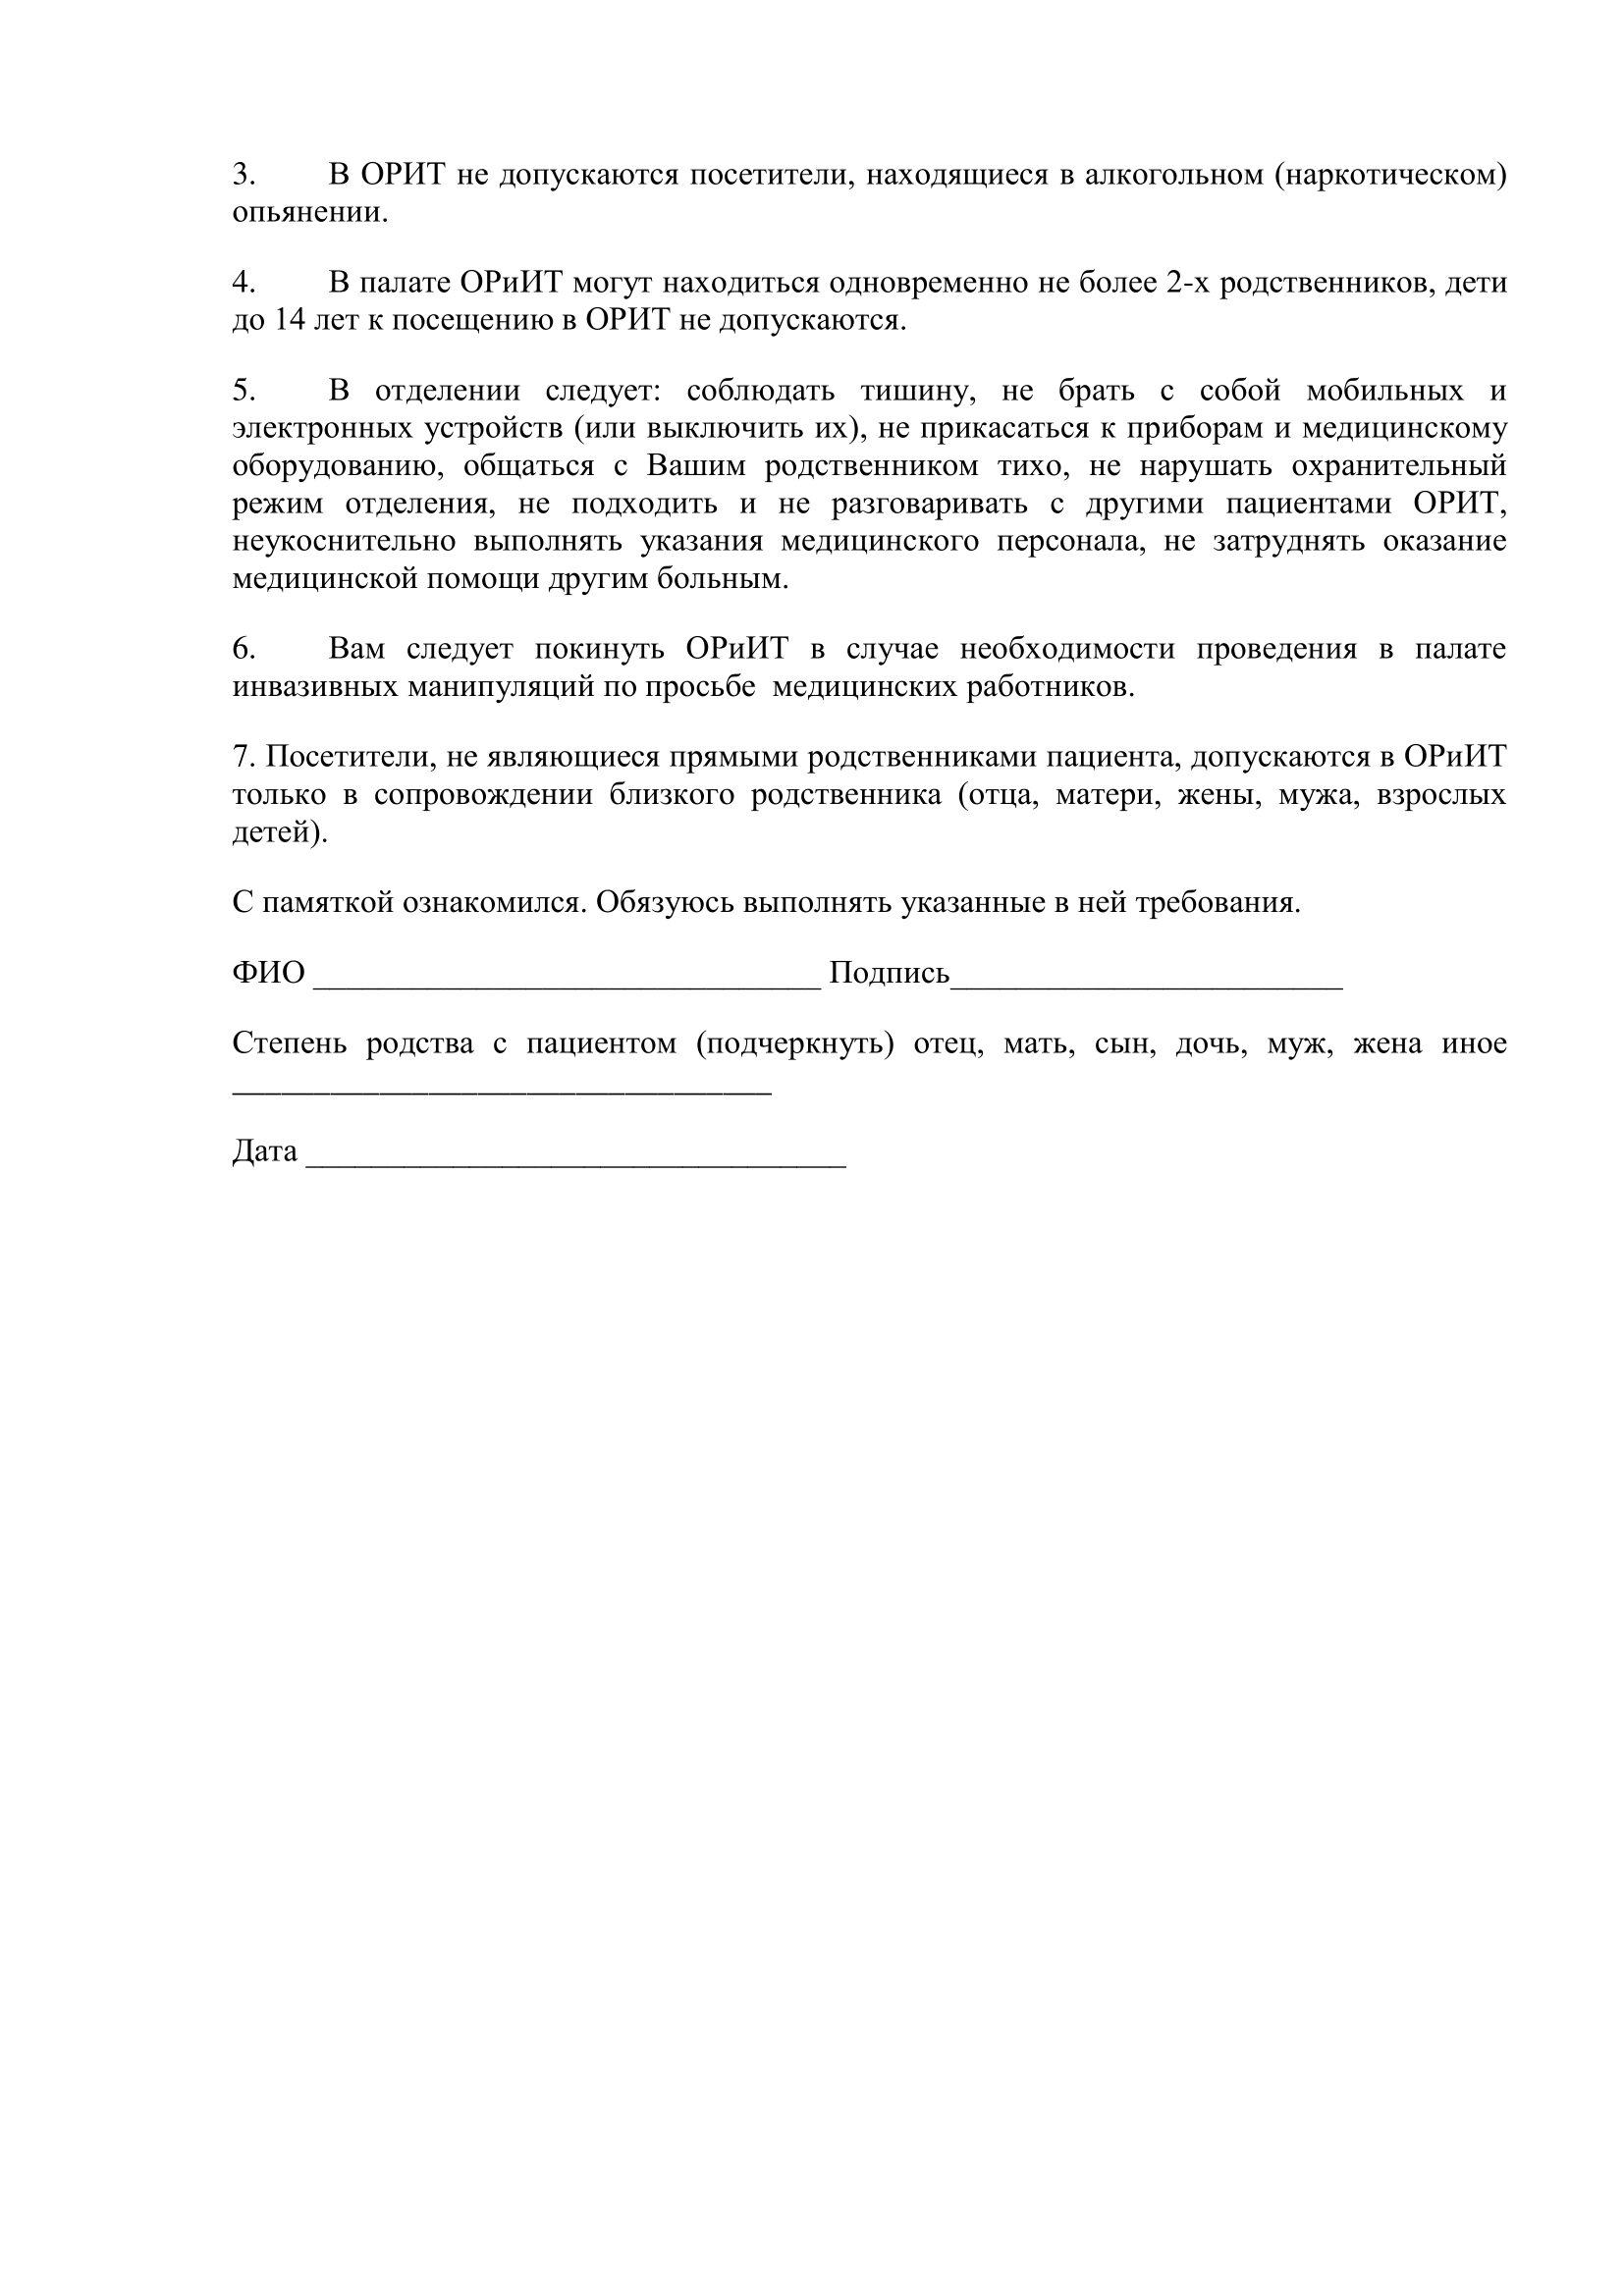 3. В ОРИТ не допускаются посетители, находящиеся в алкогольном (наркотическом)
опьянении.
4. В палате ОРиИТ могут находиться одновременно не более 2-х родственников, дети
до 14 лет к посещению в ОРИТ не допускаются.
5. В отделении следует: соблюдать тишину, не брать с собой мобильных и
электронных устройств (или выключить их), не прикасаться к приборам и медицинскому
оборудованию, общаться с Вашим родственником тихо, не нарушать охранительный
режим отделения, не подходить и не разговаривать с другими пациентами ОРИТ,
неукоснительно выполнять указания медицинского персонала, не затруднять оказание
медицинской помощи другим больным.
6. Вам следует покинуть ОРиИТ в случае необходимости проведения в палате
инвазивных манипуляций по просьбе  медицинских работников.
7. Посетители, не являющиеся прямыми родственниками пациента, допускаются в ОРиИТ
только в сопровождении близкого родственника (отца, матери, жены, мужа, взрослых
детей).
С памяткой ознакомился. Обязуюсь выполнять указанные в ней требования.
ФИО _______________________________ Подпись________________________
Степень родства с пациентом (подчеркнуть) отец, мать, сын, дочь, муж, жена иное
_________________________________
Дата _________________________________